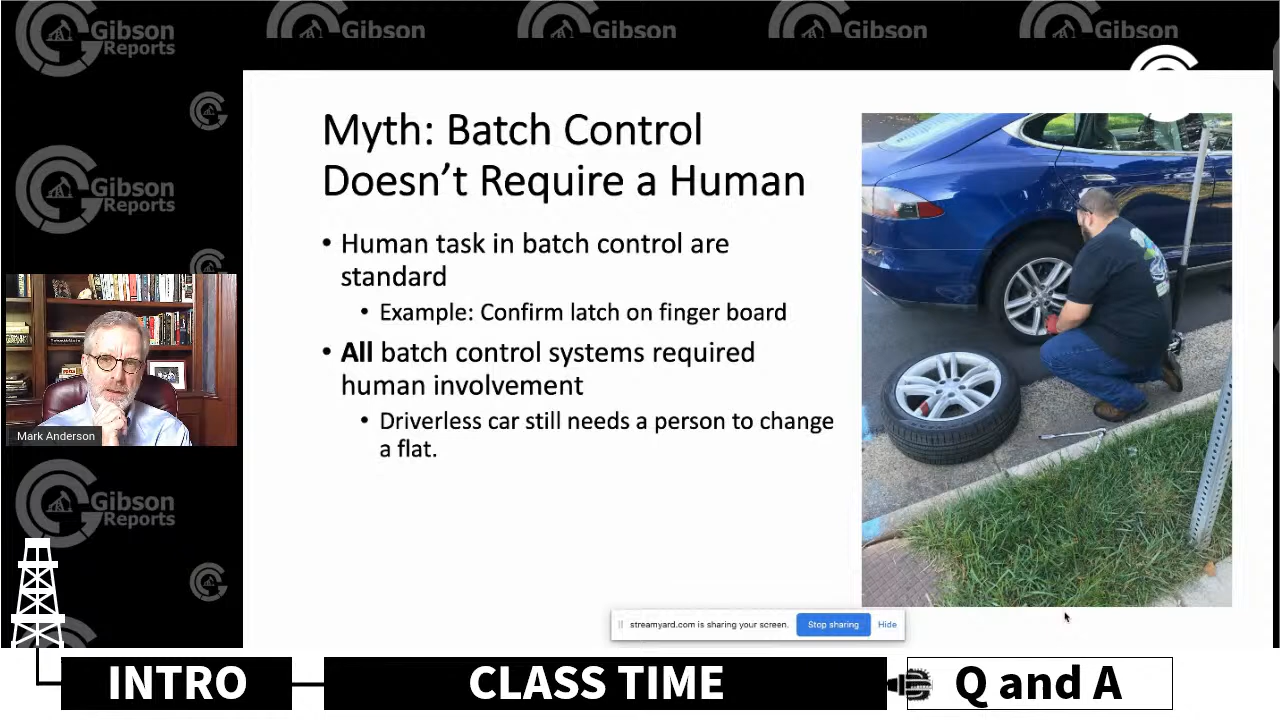 Gibson
Reports
Gibson
Gibson
Gibson
Gibson
Gibson
Reports
Gibson
Reports
Myth: Batch Control
Doesn't Require a Human
• Human task in batch control are
standard
• Example: Confirm latch on finger board
• All batch control systems required
human involvement
• Driverless car still needs a person to change
a flat.
Mark Anderson
streamyard.com is sharing your screen.
Stop sharing
Hide
INTRO
CLASS TIME
Q and A